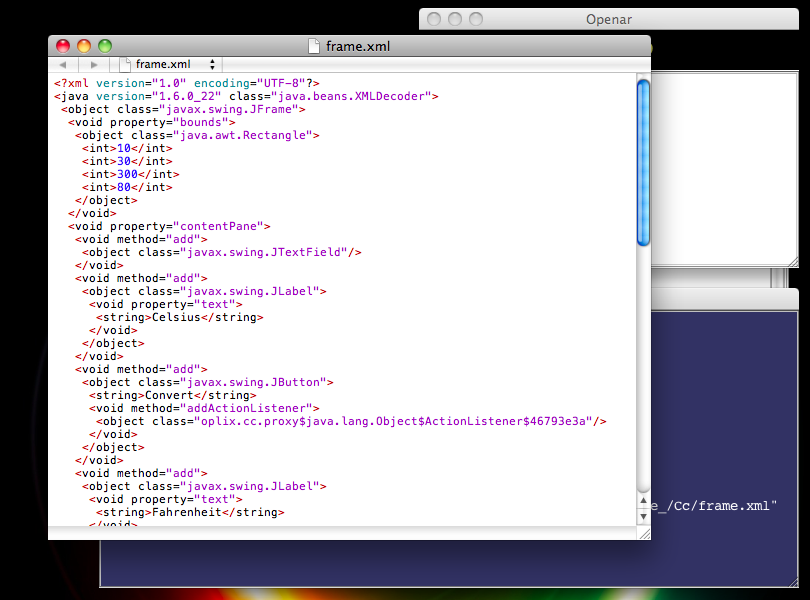 Openar
frame.xml
frame.xml
<?xml version="1.0" encoding="UTF-8"?>
<java version="1.6.0_22" class="java.beans.XMLDecoder">
 <object class="javax.swing.JFrame">
  <void property="bounds">
   <object class="java.awt.Rectangle">
    <int>10</int>
    <int>30</int>
    <int>300</int>
    <int>80</int>
   </object>
  </void>
  <void property="contentPane">
   <void method="add">
    <object class="javax.swing.JTextField"/>
   </void>
   <void method="add">
    <object class="javax.swing.JLabel">
     <void property="text">
      <string>Celsius</string>
     </void>
    </object>
   </void>
   <void method="add">
    <object class="javax.swing.JButton">
     <string>Convert</string>
     <void method="addActionListener">
      <object class="oplix.cc.proxy$java.lang.Object$ActionListener$46793e3a"/>
     </void>
    </object>
   </void>
   <void method="add">
    <object class="javax.swing.JLabel">
     <void property="text">
      <string>Fahrenheit</string>
     </void>
e_/Cc/frame.xml"